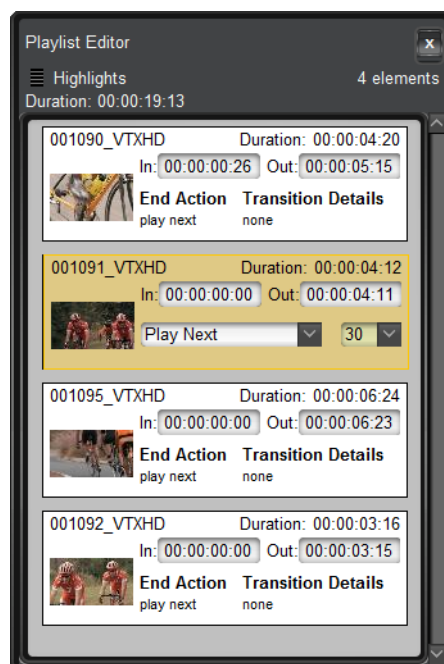 Playlist Editor
x
Highlights 4 elements
Duration: 00:00:19:13
001090_VTXHD Duration: 00:00:04:20
In: 00:00:00:26 Out: 00:00:05:15
End Action Transition Details
play next none
001091_VTXHD Duration: 00:00:04:12
In: 00:00:00:00 Out: 00:00:04:11
Play Next 30
001095_VTXHD Duration: 00:00:06:24
In: 00:00:00:00 Out: 00:00:06:23
End Action Transition Details
play next none
001092_VTXHD Duration: 00:00:03:16
In: 00:00:00:00 Out: 00:00:03:15
End Action Transition Details
play next none